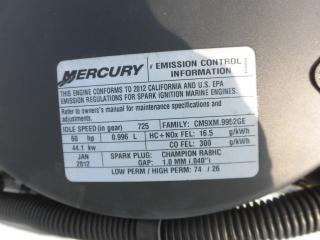 MERCURY
EMISSION CONTROL
INFORMATION
THIS ENGINE CONFORMS TO 2012 CALIFORNIA AND U.S. EPA
EMISSION REGULATIONS FOR SPARK IGNITION MARINE ENGINES.
Refer to owner's manual for maintenance specifications and
adjustments.
IDLE SPEED (in gear) 725 FAMILY: CM9XM.9952GE
60 hp 0.996 L HC+NOx FEL: 16.5 g/kWh
44.1 kw CO FEL: 300 g/kWh
JAN 2012 SPARK PLUG: CHAMPION RA8HC
GAP: 1.0 MM (.040")
LOW PERM / HIGH PERM: 74 / 26